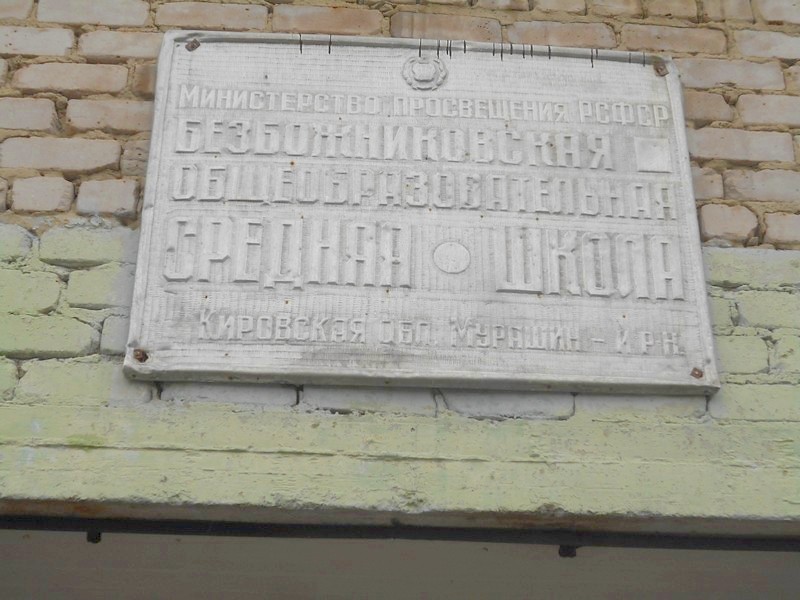 Министерство просвещения РСФСР
БЕЗБОЖНИКОВСКАЯ
ОБЩЕОБРАЗОВАТЕЛЬНАЯ
СРЕДНЯЯ ШКОЛА
Кировская обл. Мурашин-й р-н